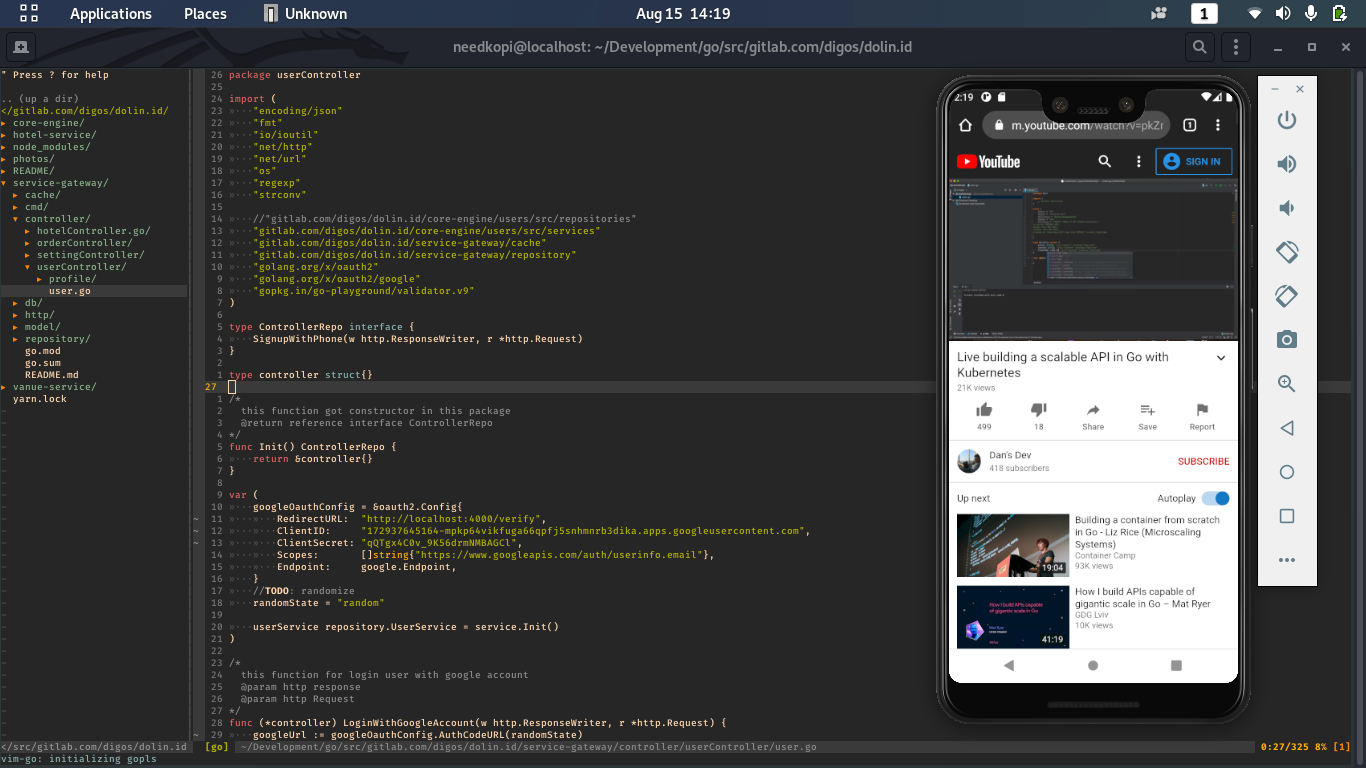 Applications Places Unknown Aug 15 14:19 1
needkopi@localhost: ~/Development/go/src/gitlab.com/digos/dolin.id
" Press ? for help
.. (up a dir)
</gitlab.com/digos/dolin.id/
▸ core-engine/
▸ hotel-service/
▸ node_modules/
▸ photos/
▸ README/
▾ service-gateway/
▸ cache/
▸ cmd/
▾ controller/
▸ hotelController.go/
▸ orderController/
▸ settingController/
▾ userController/
▸ profile/
user.go
▸ db/
▸ http/
▸ model/
▸ repository/
go.mod
go.sum
README.md
▸ vanue-service/
yarn.lock
</src/gitlab.com/digos/dolin.id
26 package userController
25
24 import (
23 "encoding/json"
22 "fmt"
21 "io/ioutil"
20 "net/http"
19 "net/url"
18 "os"
17 "regexp"
16 "strconv"
15
14 //"gitlab.com/digos/dolin.id/core-engine/users/src/repositories"
13 "gitlab.com/digos/dolin.id/core-engine/users/src/services"
12 "gitlab.com/digos/dolin.id/service-gateway/cache"
11 "gitlab.com/digos/dolin.id/service-gateway/repository"
10 "golang.org/x/oauth2"
9 "golang.org/x/oauth2/google"
8 "gopkg.in/go-playground/validator.v9"
7 )
6
5 type ControllerRepo interface {
4 SignupWithPhone(w http.ResponseWriter, r *http.Request)
3 }
2
1 type controller struct{}
27
1 /*
2 this function got constructor in this package
3 @return reference interface ControllerRepo
4 */
5 func Init() ControllerRepo {
6 return &controller{}
7 }
8
9 var (
10 googleOauthConfig = &oauth2.Config{
11 RedirectURL: "http://localhost:4000/verify",
12 ClientID: "172937645164-mpkp64vikfuga66qpfj5snhmnrb3dika.apps.googleusercontent.com",
13 ClientSecret: "qQTgx4C0v_9K56drmNMBAGCl",
14 Scopes: []string{"https://www.googleapis.com/auth/userinfo.email"},
15 Endpoint: google.Endpoint,
16 }
17 //TODO: randomize
18 randomState = "random"
19
20 userService repository.UserService = service.Init()
21 )
22
23 /*
24 this function for login user with google account
25 @param http response
26 @param http Request
27 */
28 func (*controller) LoginWithGoogleAccount(w http.ResponseWriter, r *http.Request) {
29 googleUrl := googleOauthConfig.AuthCodeURL(randomState)
[go] ~/Development/go/src/gitlab.com/digos/dolin.id/service-gateway/controller/userController/user.go 0:27/325 8% [1]
vim-go: initializing gopls
2:19
m.youtube.com/watch?v=pkZr
1
YouTube
SIGN IN
Live building a scalable API in Go with
Kubernetes
21K views
499 18 Share Save Report
Dan's Dev
418 subscribers
SUBSCRIBE
Up next Autoplay
Building a container from scratch
in Go - Liz Rice (Microscaling
Systems)
Container Camp
93K views
19:04
How I build APIs capable of
gigantic scale in Go – Mat Ryer
GDG Lviv
10K views
How I build APIs capable
of gigantic scale in Go
Mat Ryer
41:19